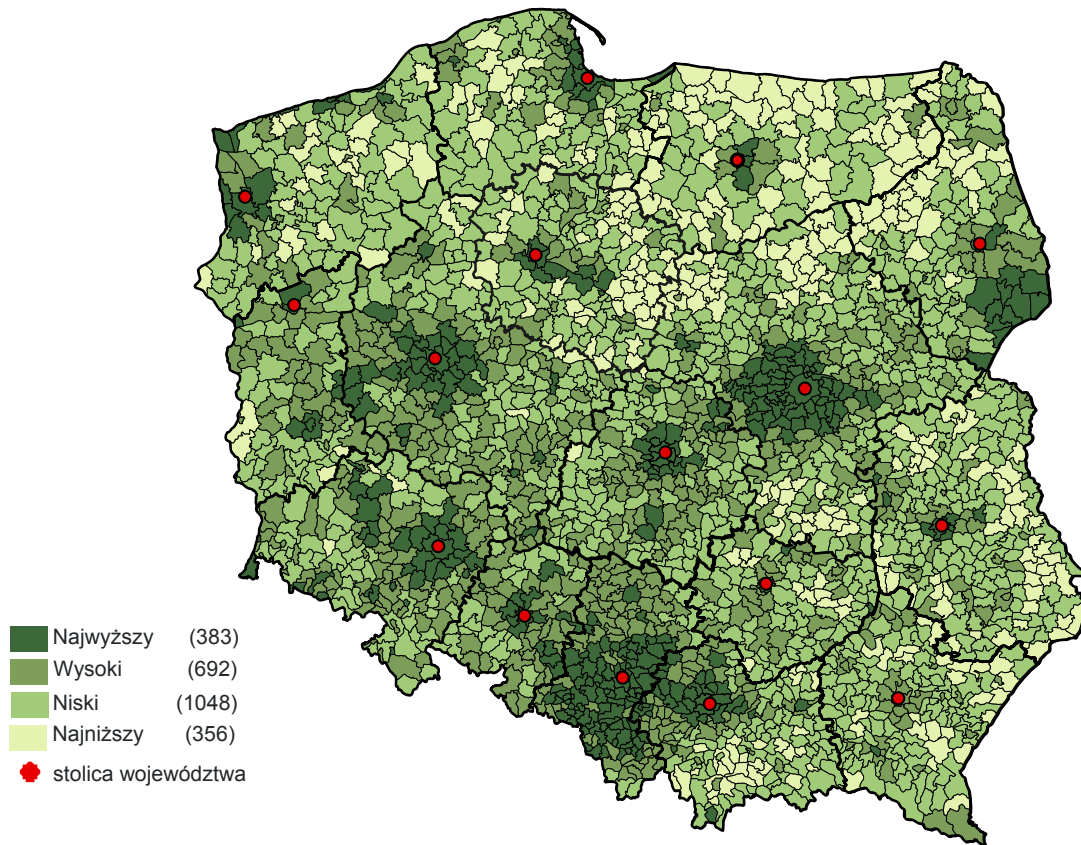 Najwyższy (383)
Wysoki (692)
Niski (1048)
Najniższy (356)
stolica województwa